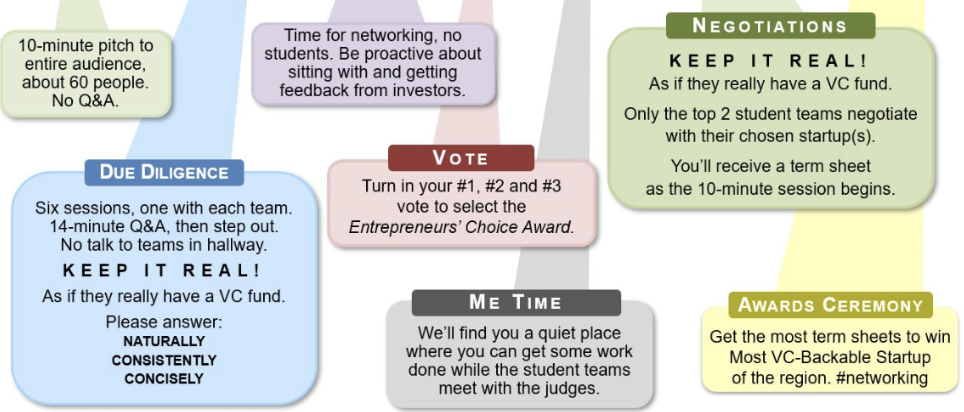 10-minute pitch to
entire audience,
about 60 people.
No Q&A.
Time for networking, no
students. Be proactive about
sitting with and getting
feedback from investors.
NEGOTIATIONS
KEEP IT REAL!
As if they really have a VC fund.
Only the top 2 student teams negotiate
with their chosen startup(s).
You'll receive a term sheet
as the 10-minute session begins.
DUE DILIGENCE
Six sessions, one with each team.
14-minute Q&A, then step out.
No talk to teams in hallway.
KEEP IT REAL!
As if they really have a VC fund.
Please answer:
NATURALLY
CONSISTENTLY
CONCISELY
VOTE
Turn in your #1, #2 and #3
vote to select the
Entrepreneurs' Choice Award.
ME TIME
We'll find you a quiet place
where you can get some work
done while the student teams
meet with the judges.
AWARDS CEREMONY
Get the most term sheets to win
Most VC-Backable Startup
of the region. #networking